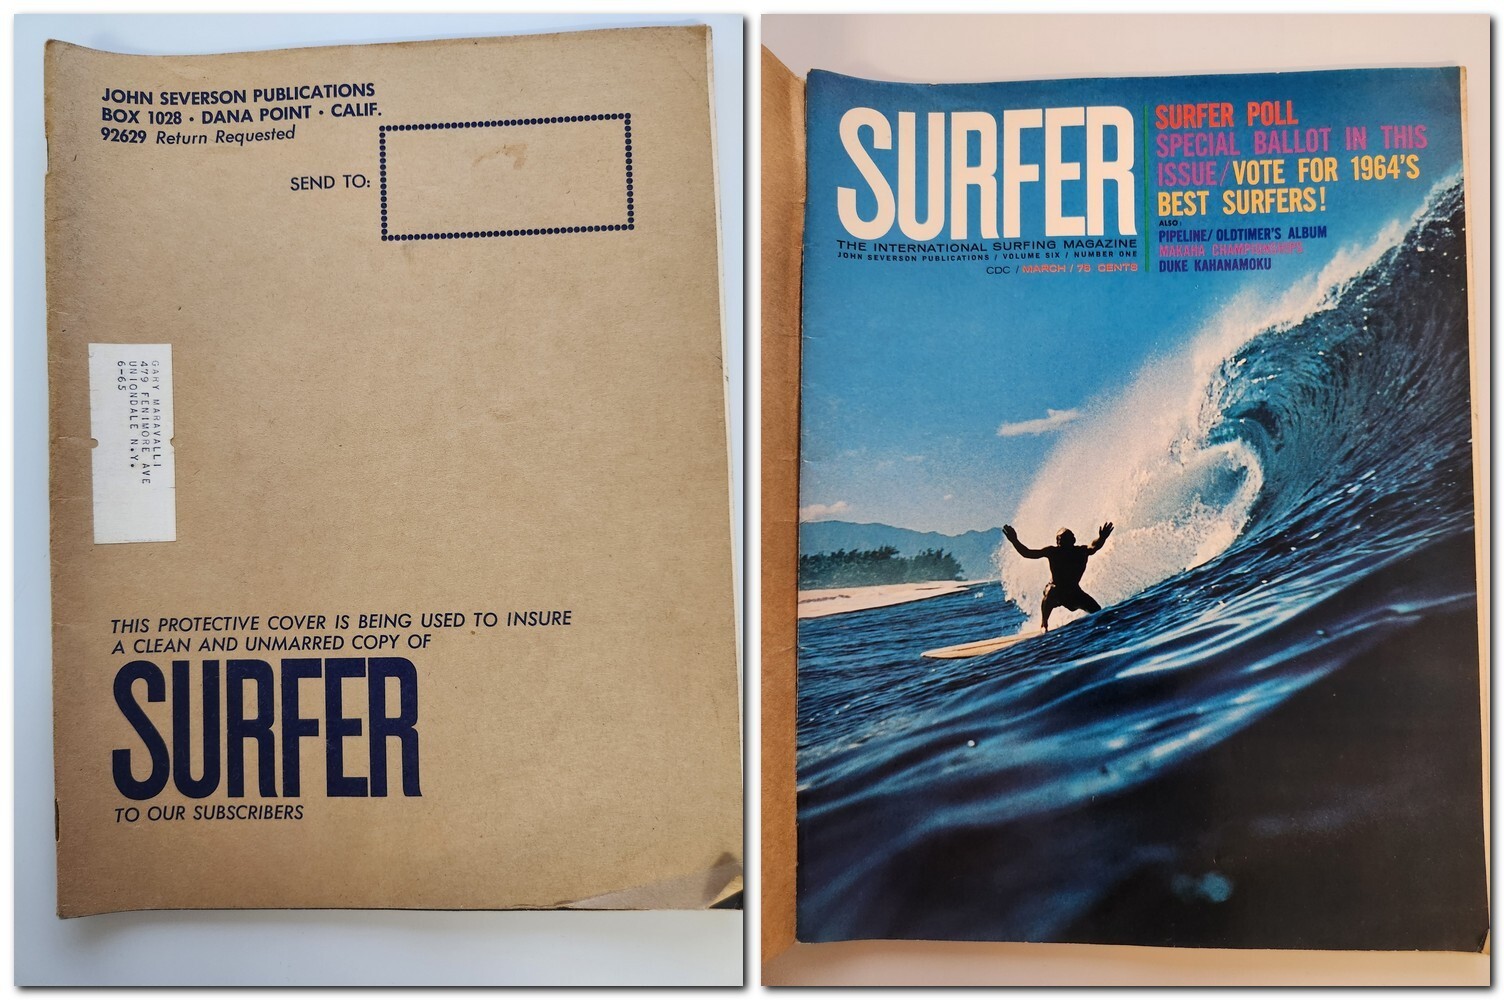 JOHN SEVERSON PUBLICATIONS
BOX 1028 • DANA POINT • CALIF.
92629 Return Requested
SEND TO:
GARY MARAVALLI
479 FENIMORE AVE
UNIONDALE N.Y.
6-65
THIS PROTECTIVE COVER IS BEING USED TO INSURE
A CLEAN AND UNMARRED COPY OF
SURFER
TO OUR SUBSCRIBERS
SURFER
THE INTERNATIONAL SURFING MAGAZINE
JOHN SEVERSON PUBLICATIONS / VOLUME SIX / NUMBER ONE
CDC / MARCH / 75 CENTS
SURFER POLL
SPECIAL BALLOT IN THIS
ISSUE/VOTE FOR 1964'S
BEST SURFERS!
ALSO:
PIPELINE/OLDTIMER'S ALBUM
MAKAHA CHAMPIONSHIPS
DUKE KAHANAMOKU